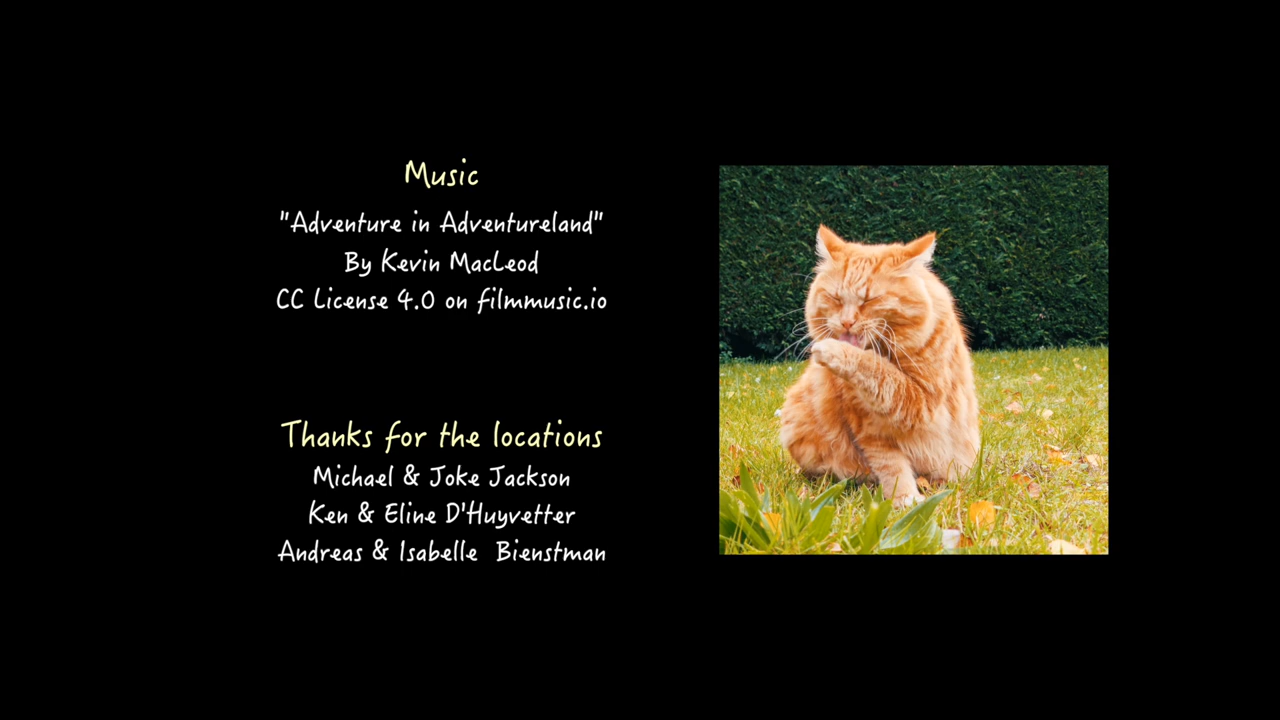 Music
"Adventure in Adventureland"
By Kevin MacLeod
CC License 4.0 on filmmusic.io
Thanks for the locations
Michael & Joke Jackson
Ken & Eline D'Huyvetter
Andreas & Isabelle  Bienstman